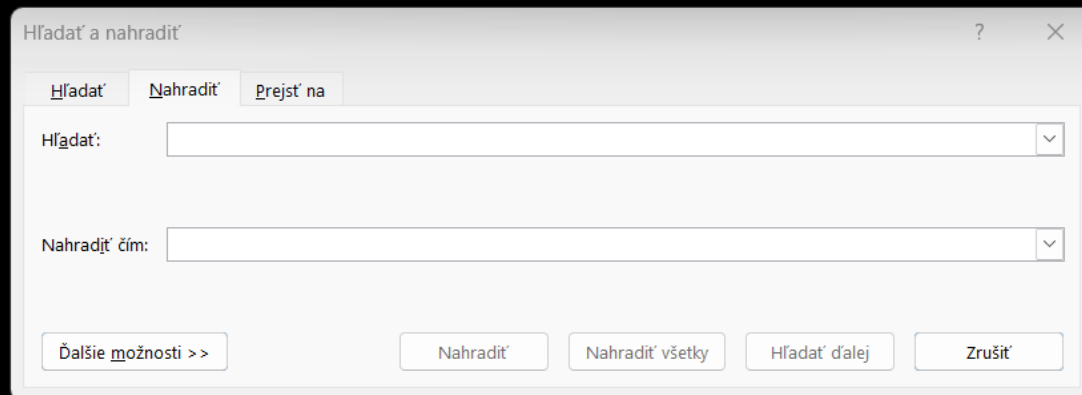 Hľadať a nahradiť ?
Hľadať Nahradiť Prejsť na
Hľadať:
Nahradiť čím:
Ďalšie možnosti >> Nahradiť Nahradiť všetky Hľadať ďalej Zrušiť